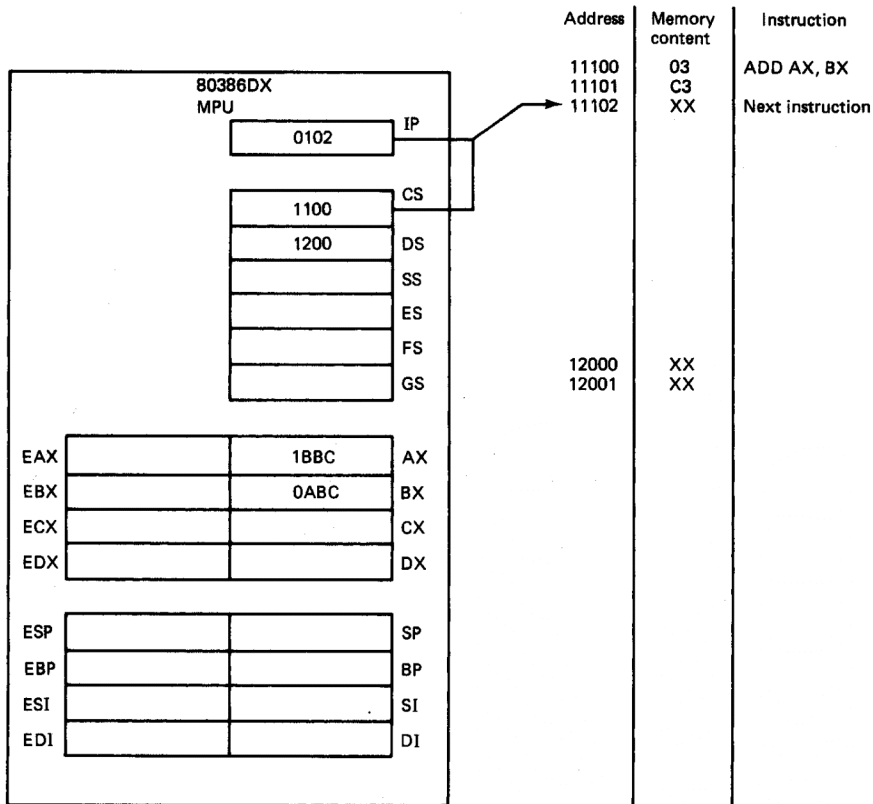 80386DX
MPU
IP
0102
CS
1100
1200 DS
SS
ES
FS
GS
EAX 1BBC AX
EBX 0ABC BX
ECX CX
EDX DX
ESP SP
EBP BP
ESI SI
EDI DI
Address Memory content Instruction
11100 03 ADD AX, BX
11101 C3
11102 XX Next instruction
12000 XX
12001 XX